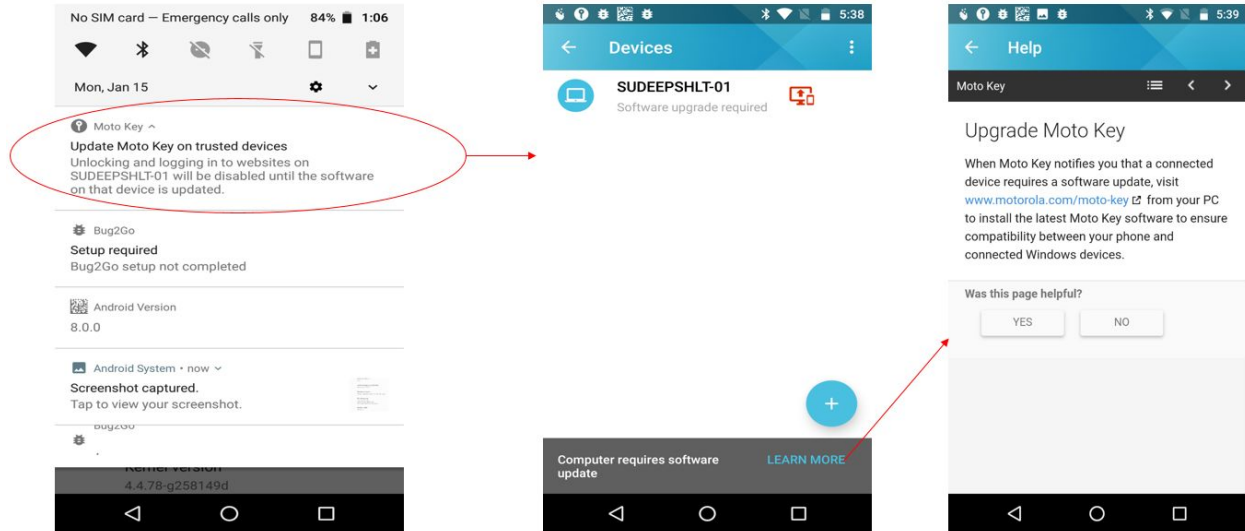 No SIM card — Emergency calls only 84% 1:06
Mon, Jan 15
Moto Key
Update Moto Key on trusted devices
Unlocking and logging in to websites on
SUDEEPSHLT-01 will be disabled until the software
on that device is updated.
Bug2Go
Setup required
Bug2Go setup not completed
Android Version
8.0.0
Android System • now
Screenshot captured.
Tap to view your screenshot.
Bug2Go
Kernel version
4.4.78-g258149d
5:38
Devices
SUDEEPSHLT-01
Software upgrade required
+
Computer requires software
update
LEARN MORE
5:39
Help
Moto Key
Upgrade Moto Key
When Moto Key notifies you that a connected
device requires a software update, visit
www.motorola.com/moto-key from your PC
to install the latest Moto Key software to ensure
compatibility between your phone and
connected Windows devices.
Was this page helpful?
YES NO